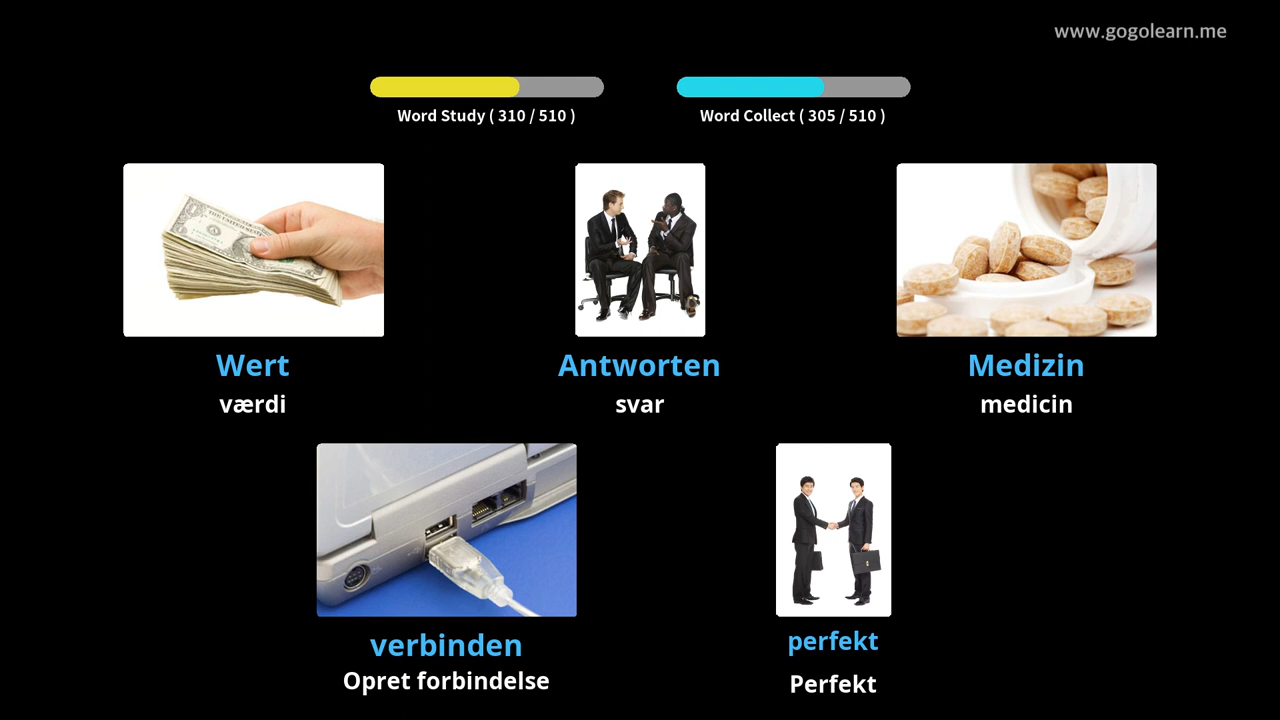 www.gogolearn.me
Word Study ( 310 / 510 )
Word Collect ( 305 / 510 )
Wert
Antworten
Medizin
værdi
svar
medicin
verbinden
perfekt
Opret forbindelse
Perfekt